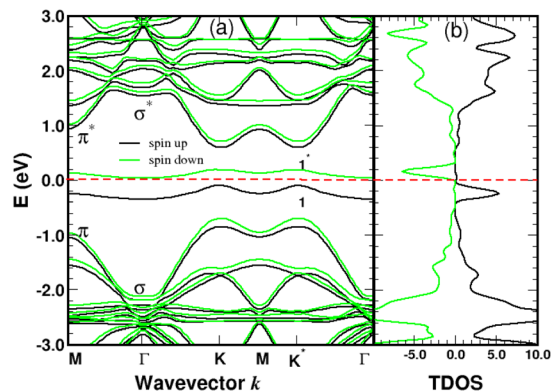 3.0
2.0
1.0
0.0
-1.0
-2.0
-3.0
E (eV)
(a)
σ*
π*
spin up
spin down
1*
1
π
σ
M Γ K M K* Γ
Wavevector k
(b)
-5.0 0.0 5.0 10.0
TDOS